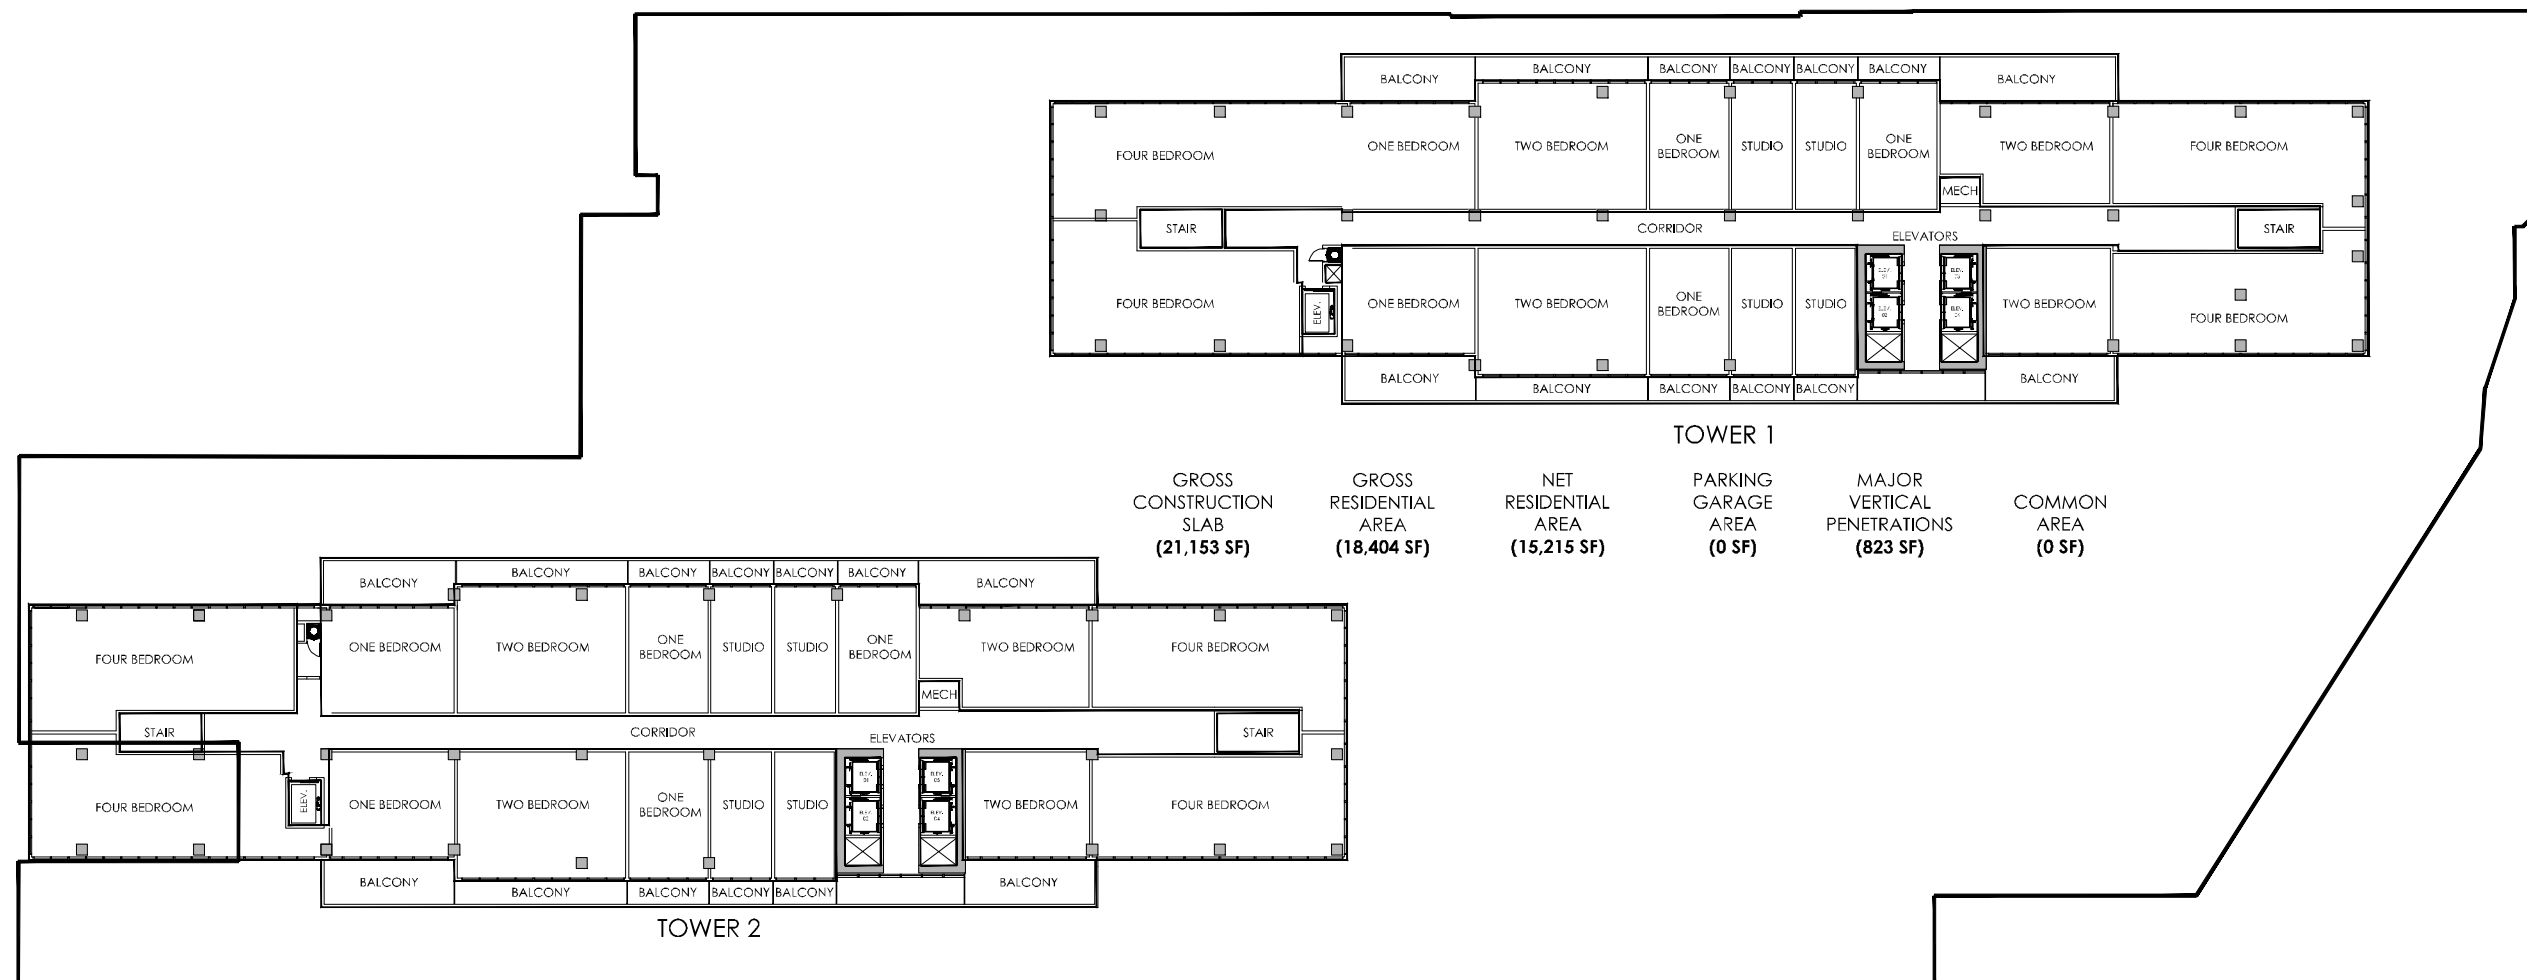 BALCONY
BALCONY
BALCONY
BALCONY
BALCONY
BALCONY
BALCONY
FOUR BEDROOM
ONE BEDROOM
TWO BEDROOM
ONE
BEDROOM
STUDIO
STUDIO
ONE
BEDROOM
TWO BEDROOM
FOUR BEDROOM
MECH
STAIR
CORRIDOR
ELEVATORS
STAIR
FOUR BEDROOM
ELEV.
ONE BEDROOM
TWO BEDROOM
ONE
BEDROOM
STUDIO
STUDIO
TWO BEDROOM
FOUR BEDROOM
BALCONY
BALCONY
BALCONY
BALCONY
BALCONY
BALCONY
TOWER 1
GROSS
CONSTRUCTION
SLAB
(21,153 SF)
GROSS
RESIDENTIAL
AREA
(18,404 SF)
NET
RESIDENTIAL
AREA
(15,215 SF)
PARKING
GARAGE
AREA
(0 SF)
MAJOR
VERTICAL
PENETRATIONS
(823 SF)
COMMON
AREA
(0 SF)
BALCONY
BALCONY
BALCONY
BALCONY
BALCONY
BALCONY
BALCONY
FOUR BEDROOM
ONE BEDROOM
TWO BEDROOM
ONE
BEDROOM
STUDIO
STUDIO
ONE
BEDROOM
TWO BEDROOM
FOUR BEDROOM
MECH
STAIR
CORRIDOR
ELEVATORS
STAIR
FOUR BEDROOM
ELEV.
ONE BEDROOM
TWO BEDROOM
ONE
BEDROOM
STUDIO
STUDIO
TWO BEDROOM
FOUR BEDROOM
BALCONY
BALCONY
BALCONY
BALCONY
BALCONY
BALCONY
TOWER 2